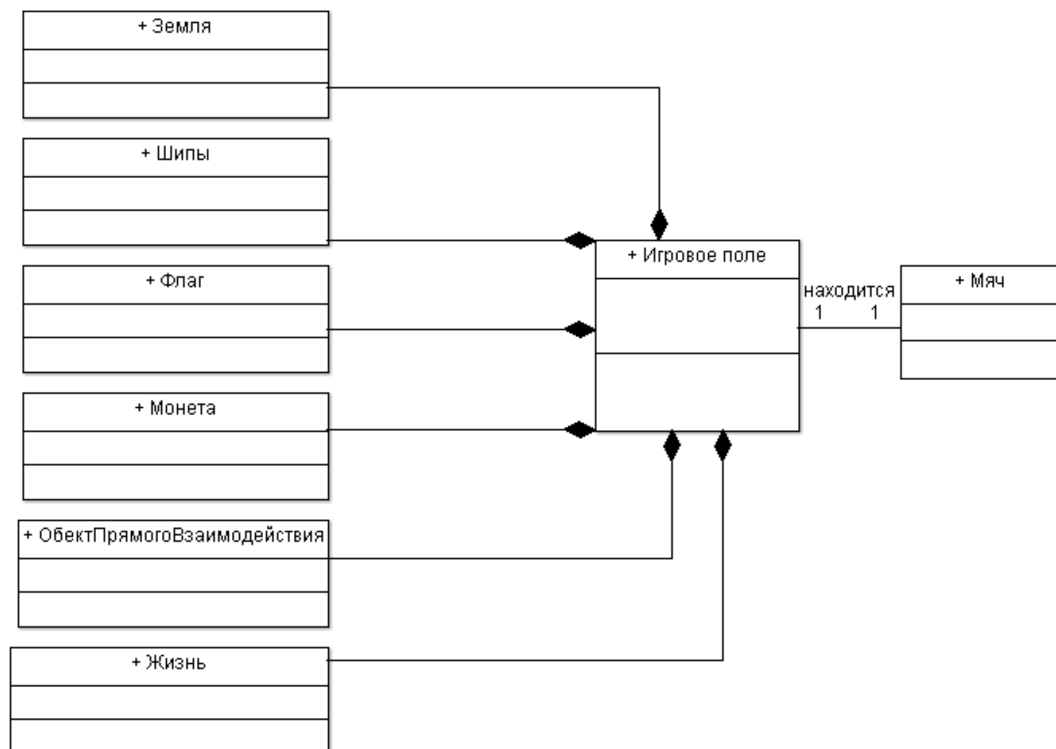 + Земля
+ Шипы
+ Флаг
+ Монета
+ ОбектПрямогоВзаимодействия
+ Жизнь
+ Игровое поле
находится
1 1
+ Мяч